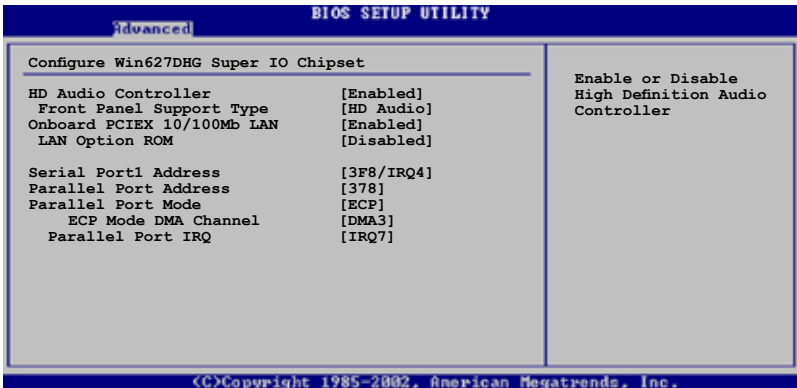 BIOS SETUP UTILITY
Advanced
Configure Win627DHG Super IO Chipset
HD Audio Controller [Enabled]
Front Panel Support Type [HD Audio]
Onboard PCIEX 10/100Mb LAN [Enabled]
LAN Option ROM [Disabled]
Serial Port1 Address [3F8/IRQ4]
Parallel Port Address [378]
Parallel Port Mode [ECP]
ECP Mode DMA Channel [DMA3]
Parallel Port IRQ [IRQ7]
Enable or Disable
High Definition Audio
Controller
(C)Copyright 1985-2002, American Megatrends, Inc.